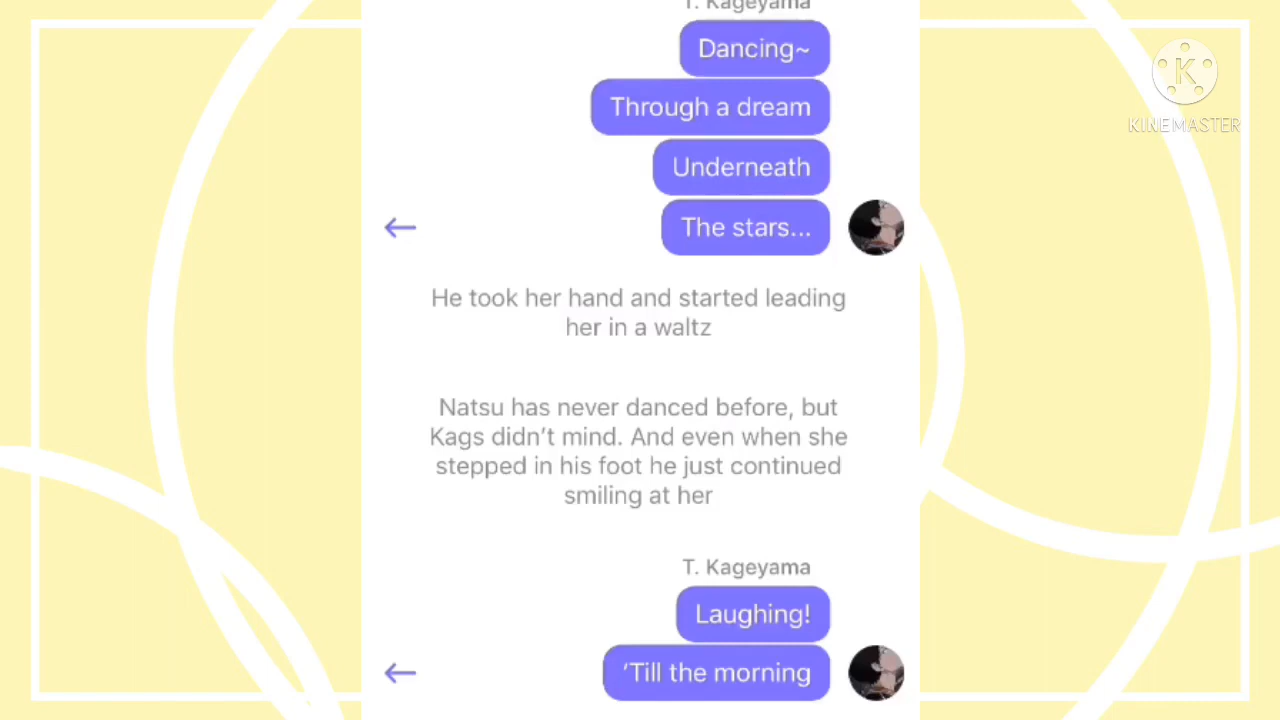 T. Kageyama
Dancing~
Through a dream
Underneath
The stars...
He took her hand and started leading
her in a waltz
Natsu has never danced before, but
Kags didn't mind. And even when she
stepped in his foot he just continued
smiling at her
T. Kageyama
Laughing!
‘Till the morning
K
KINEMASTER